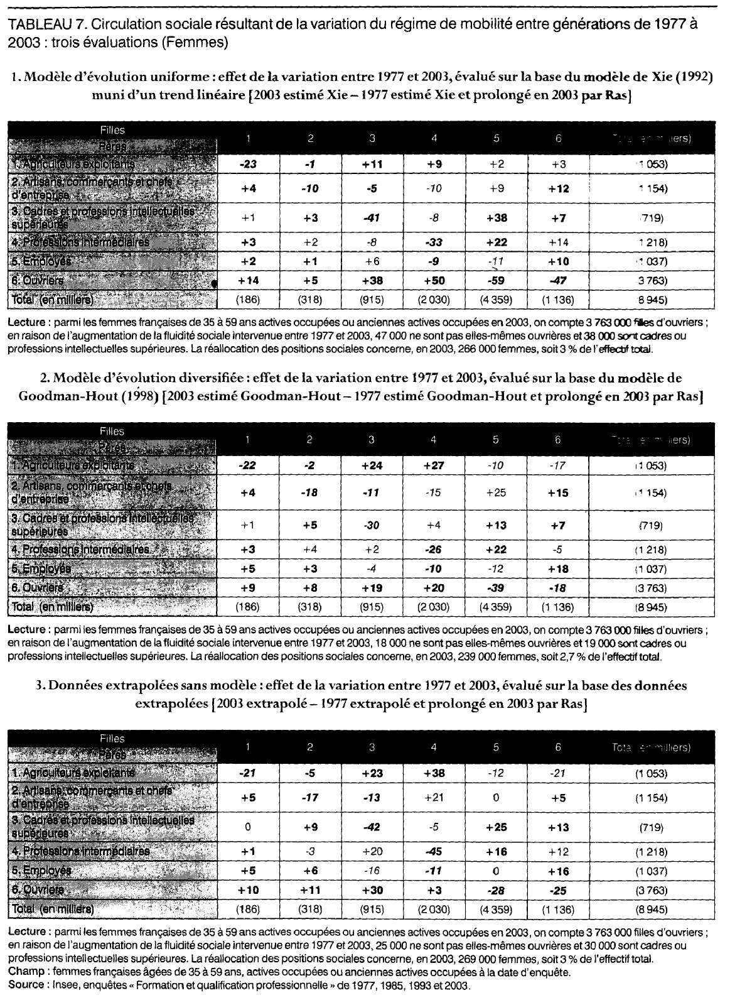 TABLEAU 7. Circulation sociale résultant de la variation du régime de mobilité entre générations de 1977 à
2003 : trois évaluations (Femmes)
1. Modèle d'évolution uniforme : effet de la variation entre 1977 et 2003, évalué sur la base du modèle de Xie (1992)
muni d'un trend linéaire [2003 estimé Xie – 1977 estimé Xie et prolongé en 2003 par Ras]
Filles
Pères 1 2 3 4 5 6 iers)
1. Agriculteurs exploitants -23 -1 +11 +9 +2 +3 1 053)
2. Artisans, commerçants et chefs
d'entreprise +4 -10 -5 -10 +9 +12 1 154)
3. Cadres et professions intellectuelles
supérieures +1 +3 -41 -8 +38 +7 719)
4. Professions intermédiaires +3 +2 -8 -33 +22 +14 1 218)
5. Employés +2 +1 +6 -9 -11 +10 1 037)
6. Ouvriers +14 +5 +38 +50 -59 -47 3 763)
Total (en milliers) (186) (318) (915) (2 030) (4 359) (1 136) 8 945)
Lecture : parmi les femmes françaises de 35 à 59 ans actives occupées ou anciennes actives occupées en 2003, on compte 3 763 000 filles d'ouvriers ;
en raison de l'augmentation de la fluidité sociale intervenue entre 1977 et 2003, 47 000 ne sont pas elles-mêmes ouvrières et 38 000 sont cadres ou
professions intellectuelles supérieures. La réallocation des positions sociales concerne, en 2003, 266 000 femmes, soit 3 % de l'effectif total.
2. Modèle d'évolution diversifiée : effet de la variation entre 1977 et 2003, évalué sur la base du modèle de
Goodman-Hout (1998) [2003 estimé Goodman-Hout – 1977 estimé Goodman-Hout et prolongé en 2003 par Ras]
Filles
Pères 1 2 3 4 5 6 iers)
1. Agriculteurs exploitants -22 -2 +24 +27 -10 -17 (1 053)
2. Artisans, commerçants et chefs
d'entreprise +4 -18 -11 -15 +25 +15 (1 154)
3. Cadres et professions intellectuelles
supérieures +1 +5 -30 +4 +13 +7 (719)
4. Professions intermédiaires +3 +4 +2 -26 +22 -5 (1 218)
5. Employés +5 +3 -4 -10 -12 +18 (1 037)
6. Ouvriers +9 +8 +19 +20 -39 -18 (3 763)
Total (en milliers) (186) (318) (915) (2 030) (4 359) (1 136) (8 945)
Lecture : parmi les femmes françaises de 35 à 59 ans actives occupées ou anciennes actives occupées en 2003, on compte 3 763 000 filles d'ouvriers ;
en raison de l'augmentation de la fluidité sociale intervenue entre 1977 et 2003, 18 000 ne sont pas elles-mêmes ouvrières et 19 000 sont cadres ou
professions intellectuelles supérieures. La réallocation des positions sociales concerne, en 2003, 239 000 femmes, soit 2,7 % de l'effectif total.
3. Données extrapolées sans modèle : effet de la variation entre 1977 et 2003, évalué sur la base des données
extrapolées [2003 extrapolé – 1977 extrapolé et prolongé en 2003 par Ras]
Filles
Pères 1 2 3 4 5 6 Total en milliers)
1. Agriculteurs exploitants -21 -5 +23 +38 -12 -21 (1 053)
2. Artisans, commerçants et chefs
d'entreprise +5 -17 -13 +21 0 +5 (1 154)
3. Cadres et professions intellectuelles
supérieures 0 +9 -42 -5 +25 +13 (719)
4. Professions intermédiaires +1 -3 +20 -45 +16 +12 (1 218)
5. Employés +5 +6 -16 -11 0 +16 (1 037)
6. Ouvriers +10 +11 +30 +3 -28 -25 (3 763)
Total (en milliers) (186) (318) (915) (2 030) (4 359) (1 136) (8 945)
Lecture : parmi les femmes françaises de 35 à 59 ans actives occupées ou anciennes actives occupées en 2003, on compte 3 763 000 filles d'ouvriers ;
en raison de l'augmentation de la fluidité sociale intervenue entre 1977 et 2003, 25 000 ne sont pas elles-mêmes ouvrières et 30 000 sont cadres ou
professions intellectuelles supérieures. La réallocation des positions sociales concerne, en 2003, 269 000 femmes, soit 3 % de l'effectif total.
Champ : femmes françaises âgées de 35 à 59 ans, actives occupées ou anciennes actives occupées à la date d'enquête.
Source : Insee, enquêtes « Formation et qualification professionnelle » de 1977, 1985, 1993 et 2003.